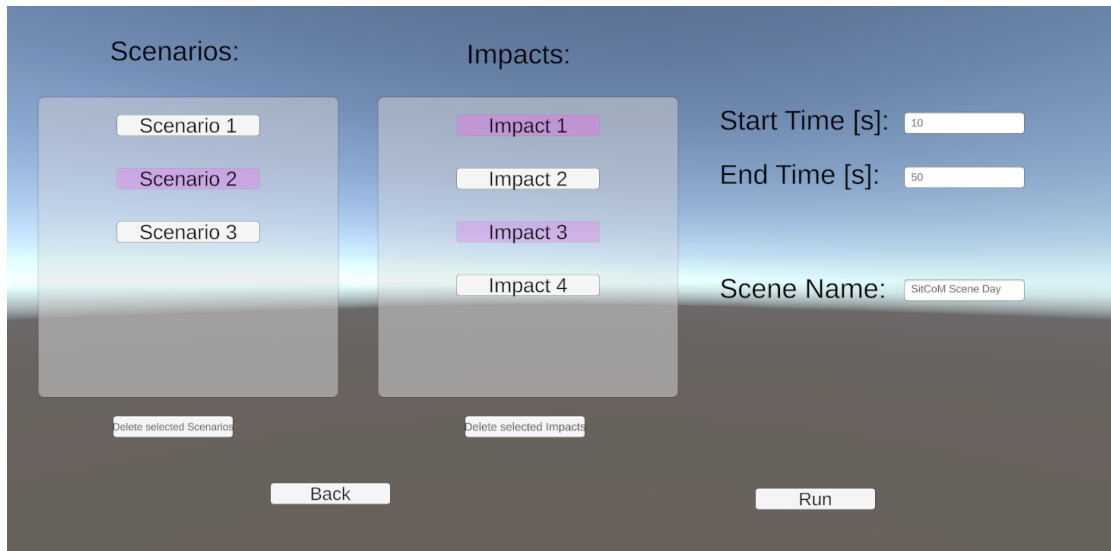 Scenarios:
Scenario 1
Scenario 2
Scenario 3
Delete selected Scenarios
Impacts:
Impact 1
Impact 2
Impact 3
Impact 4
Delete selected Impacts
Start Time [s]: 10
End Time [s]: 50
Scene Name: SitCoM Scene Day
Back
Run